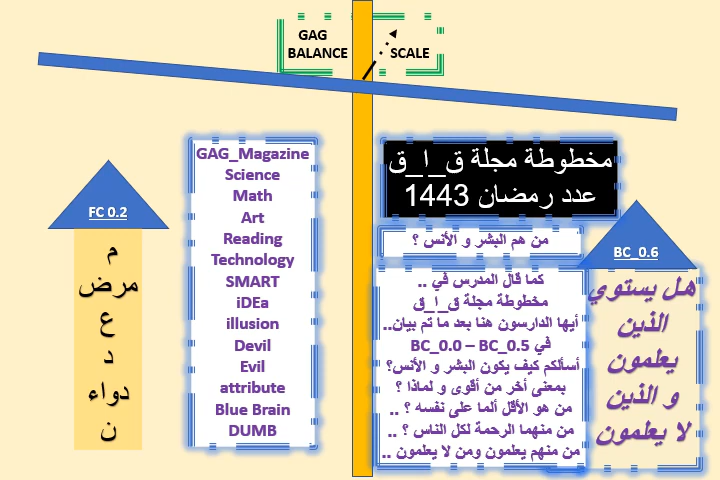 GAG
BALANCE SCALE
FC 0.2
م
مرض
ع
د
دواء
ن
GAG_Magazine
Science
Math
Art
Reading
Technology
SMART
iDEa
illusion
Devil
Evil
attribute
Blue Brain
DUMB
مخطوطة مجلة ق_ا_ق
عدد رمضان 1443
من هم البشر و الأنس ؟
كما قال المدرس في ..
مخطوطة مجلة ق_ا_ق
أيها الدارسون هنا بعد ما تم بيان..
في BC_0.0 – BC_0.5
أسألكم كيف يكون البشر و الأنس؟
بمعنى أخر من أقوى و لماذا ؟
من هو الأقل ألما على نفسه ؟ ..
من منهما الرحمة لكل الناس ؟ ..
من منهم يعلمون ومن لا يعلمون ..
BC_0.6
هل يستوي
الذين
يعلمون
و الذين
لا يعلمون